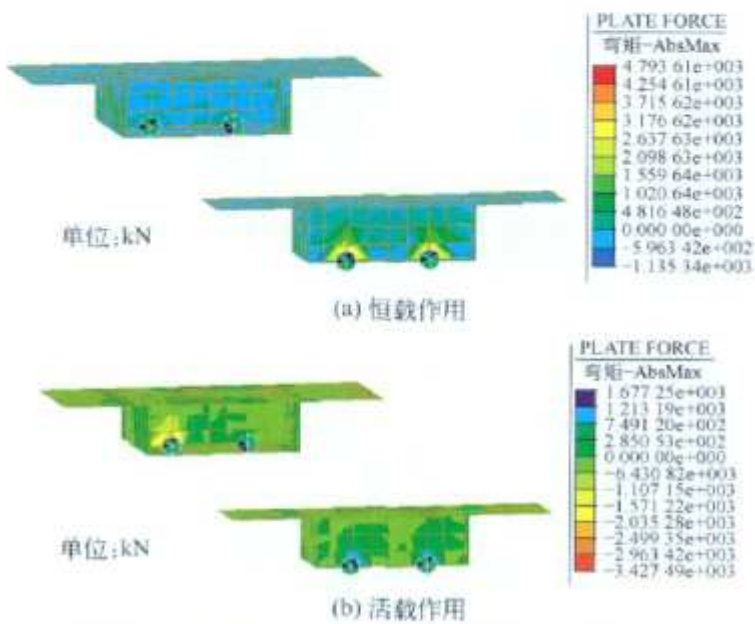 PLATE FORCE
弯矩-AbsMax
4 793 61e+003
4 254 61e+003
3 715 62e+003
3 176 62e+003
2 637 63e+003
2 098 63e+003
1 559 64e+003
1 020 64e+003
4 816 48e+002
0 000 00e+000
-5 963 42e+002
-1 135 34e+003
单位:kN
(a) 恒载作用
PLATE FORCE
弯矩-AbsMax
1 677 25e+003
1 213 19e+003
7 491 20e+002
2 850 53e+002
0 000 00e+000
-6 430 82e+003
-1 107 15e+003
-1 571 22e+003
-2 035 28e+003
-2 499 35e+003
-2 963 42e+003
-3 427 49e+003
单位:kN
(b) 活载作用